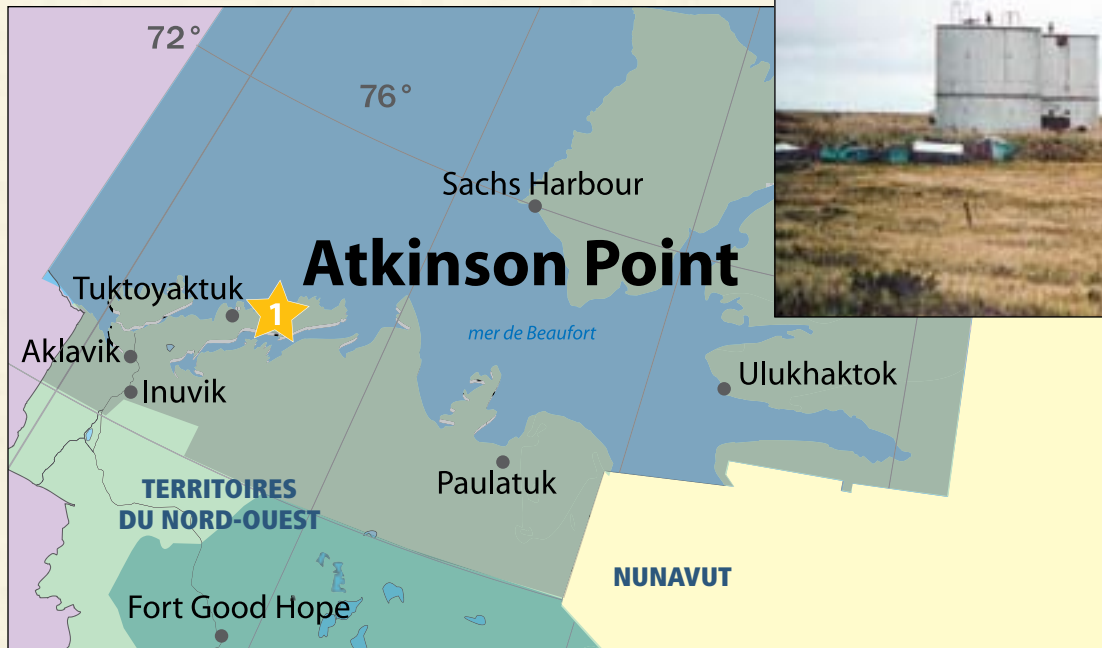 72°
76°
Sachs Harbour
Atkinson Point
Tuktoyaktuk
1
mer de Beaufort
Aklavik
Ulukhaktok
Inuvik
Paulatuk
TERRITOIRES
DU NORD-OUEST
NUNAVUT
Fort Good Hope